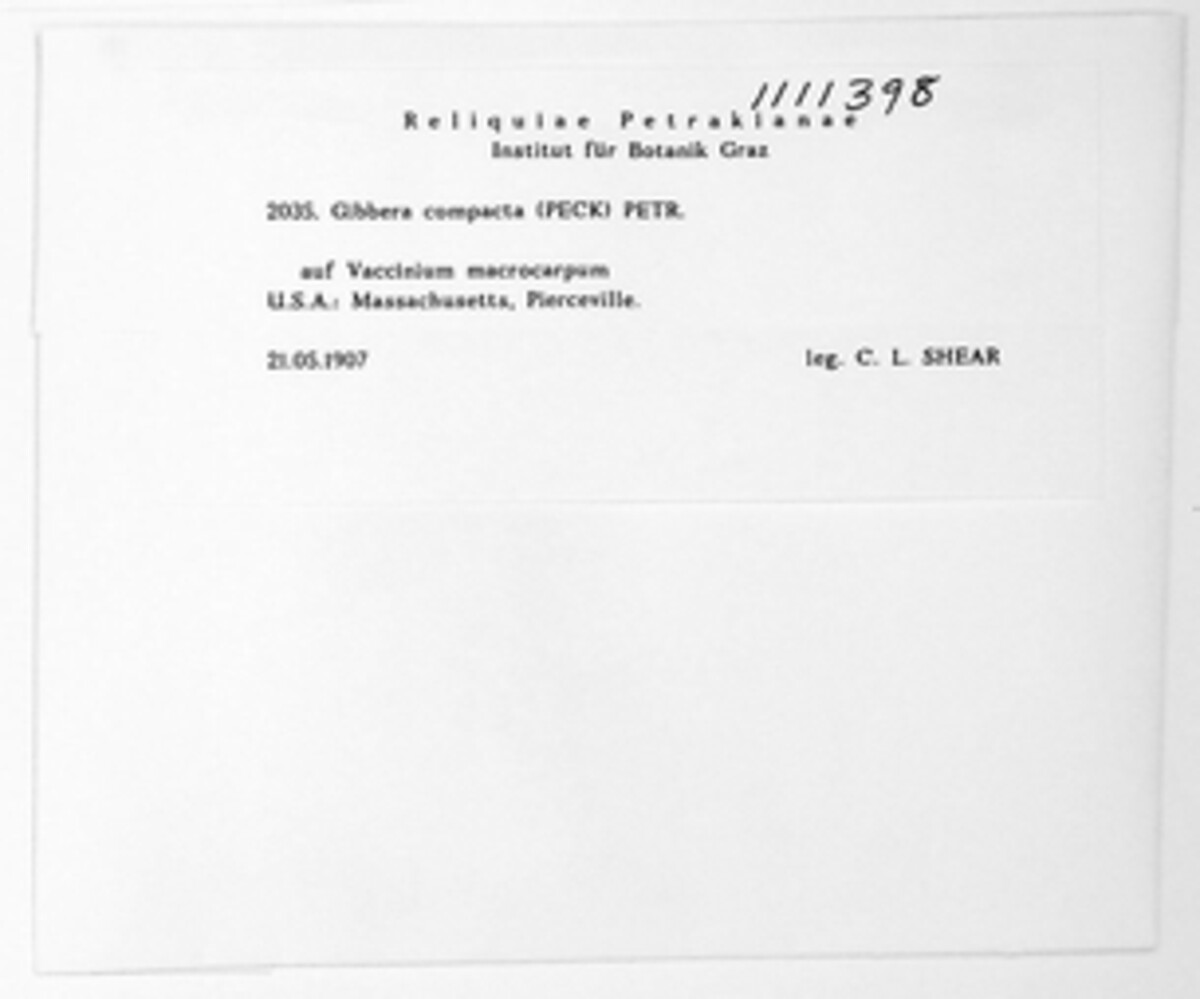 1111398
Reliquiae Petrakianae
Institut für Botanik Graz
2035. Gibbera compacta (PECK) PETR.
auf Vaccinium macrocarpum
U.S.A.: Massachusetts, Pierceville.
21.05.1907 leg. C. L. SHEAR